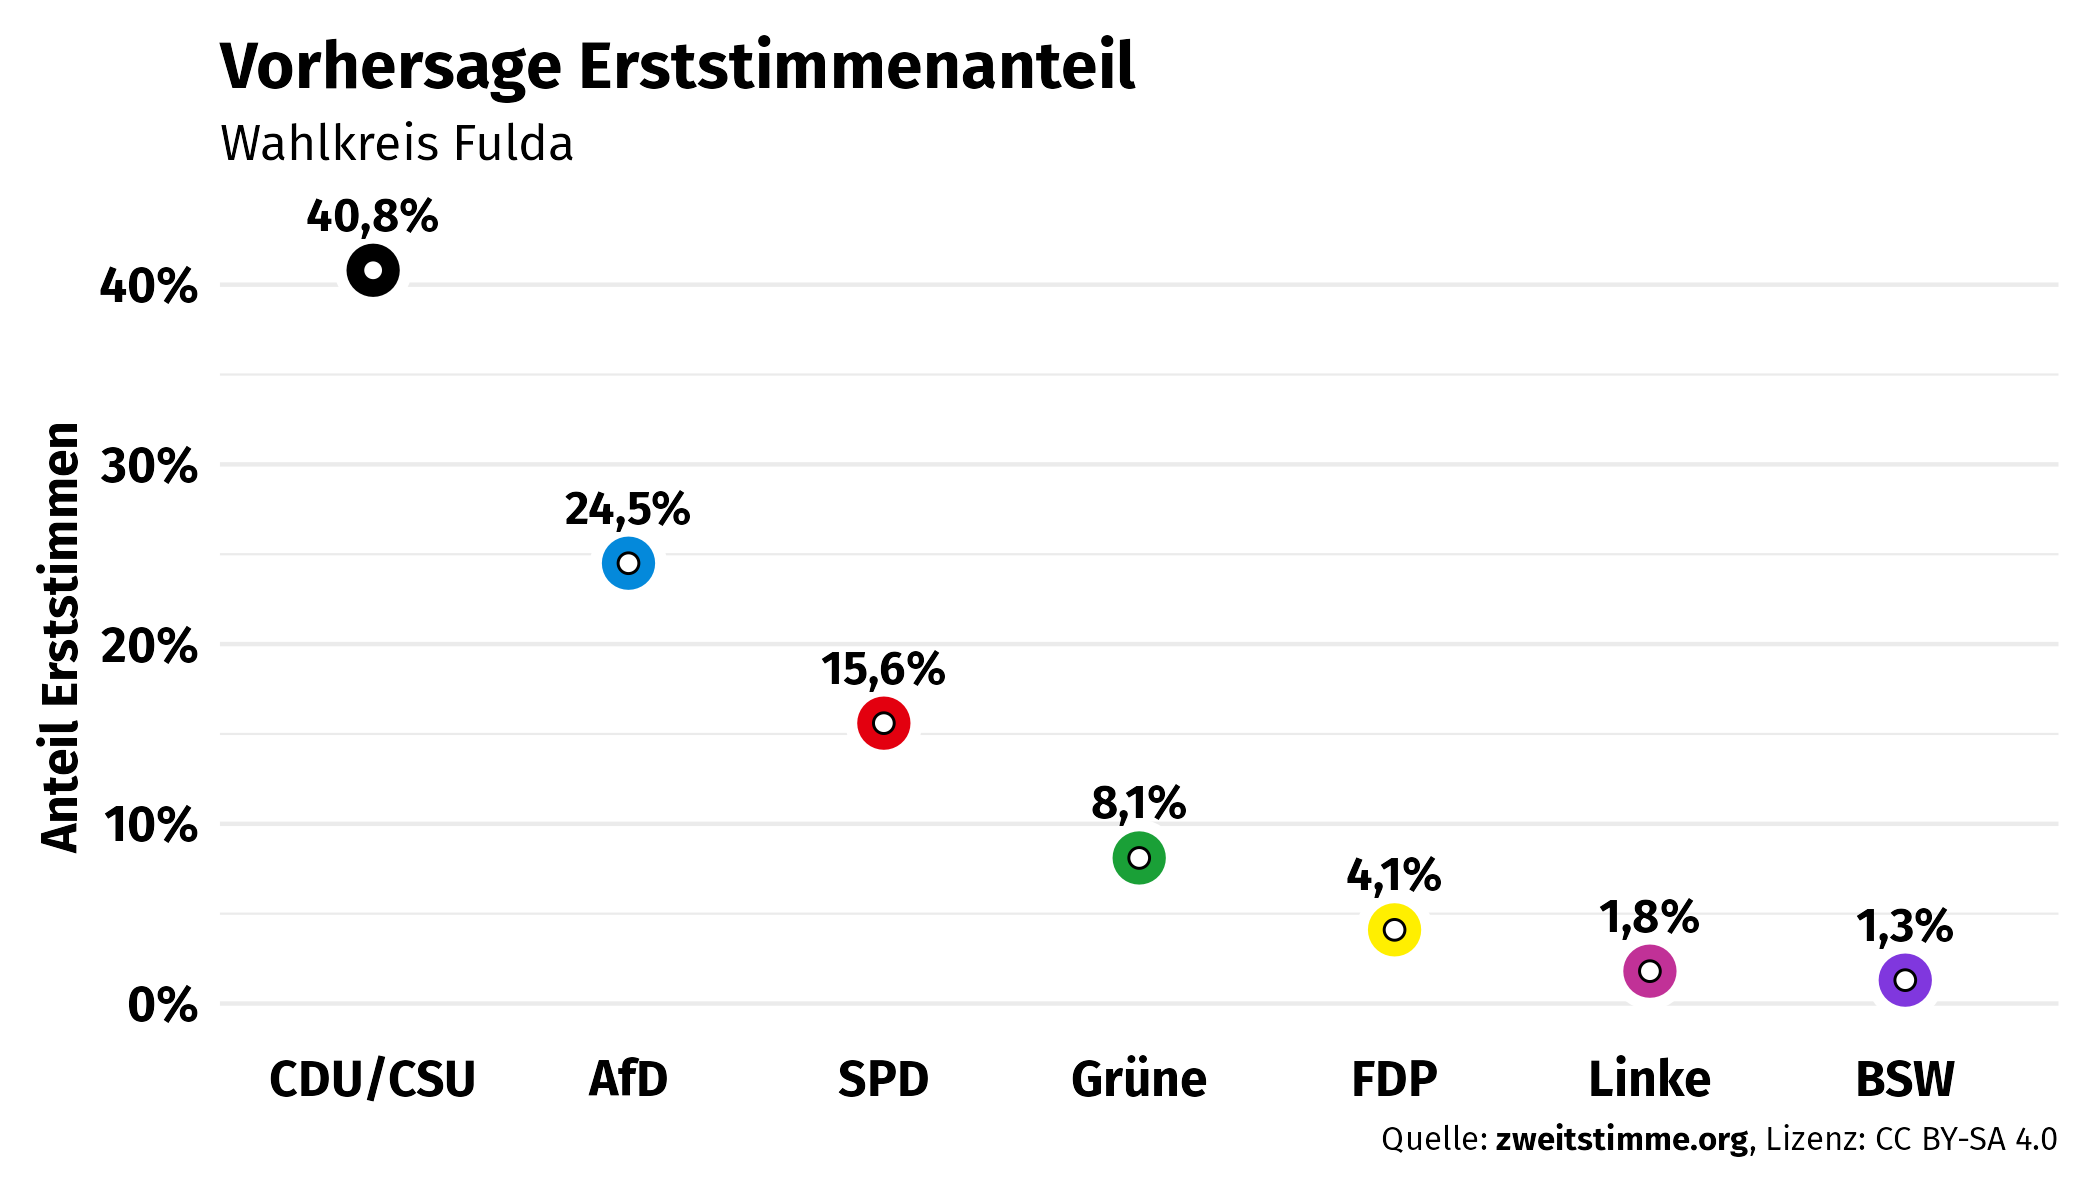 Vorhersage Erststimmenanteil
Wahlkreis Fulda
Anteil Erststimmen
40%
30%
20%
10%
0%
40,8%
24,5%
15,6%
8,1%
4,1%
1,8%
1,3%
CDU/CSU AfD SPD Grüne FDP Linke BSW
Quelle: zweitstimme.org, Lizenz: CC BY-SA 4.0